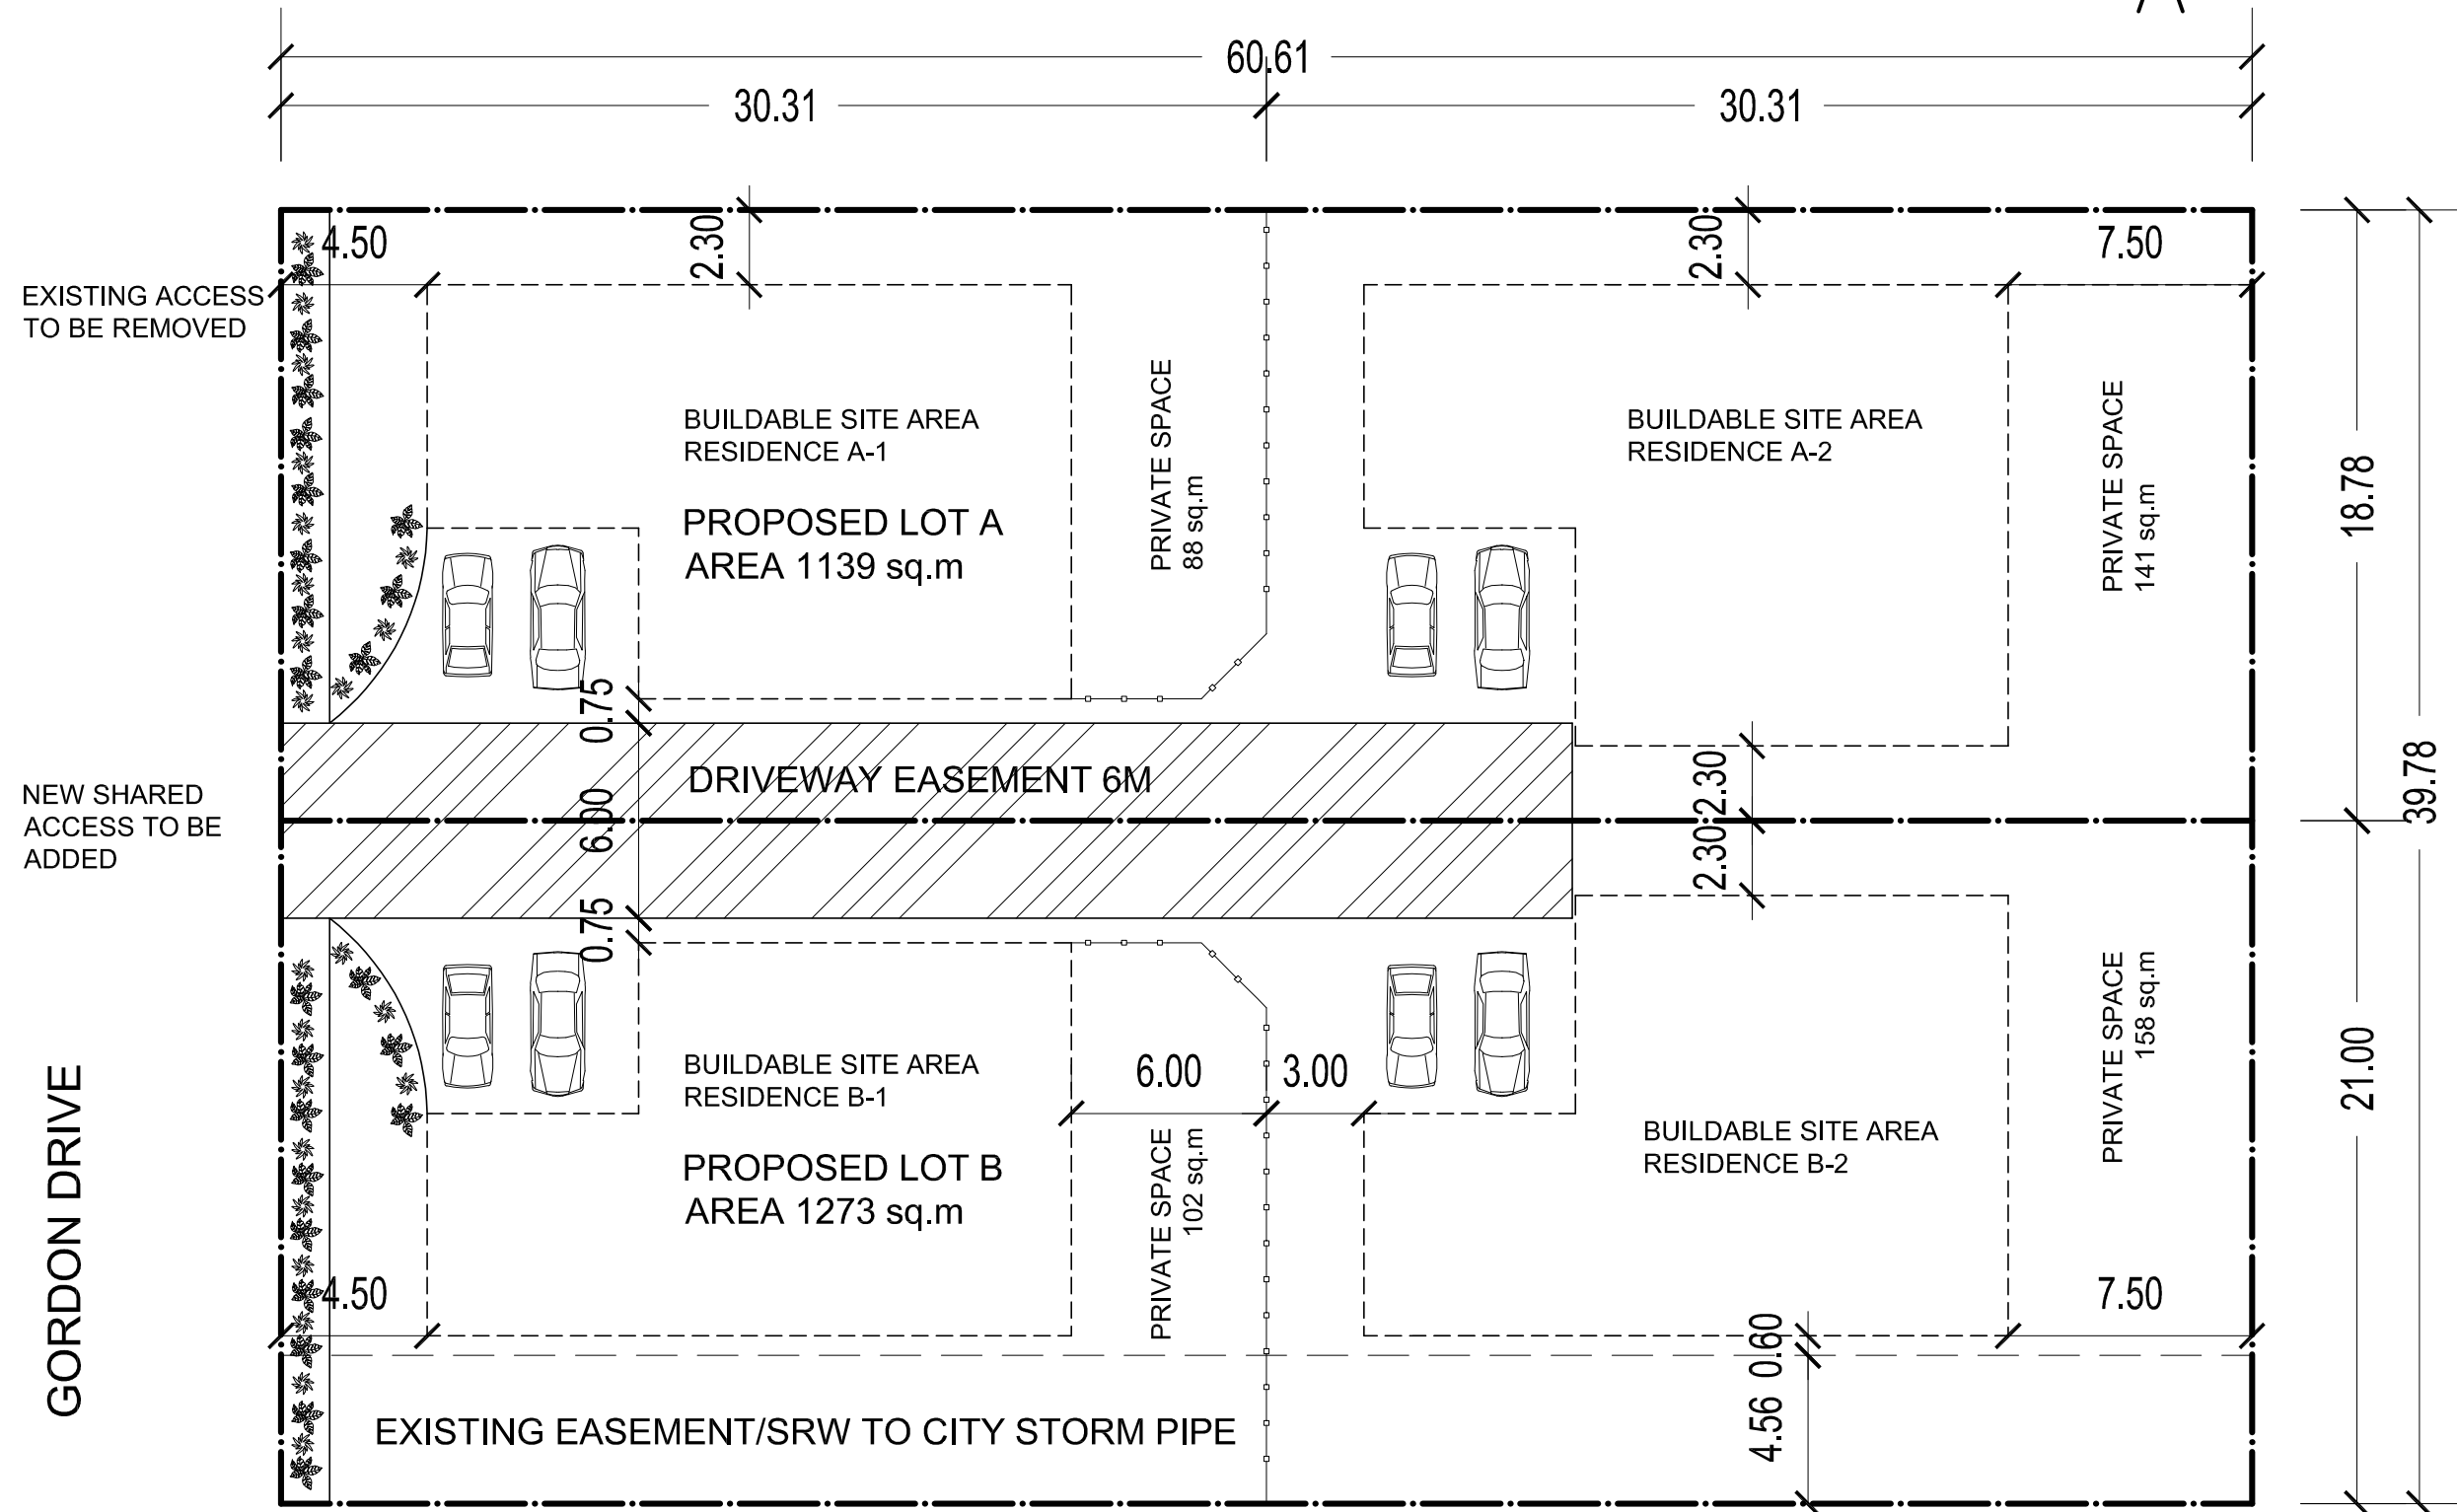 60.61
30.31
30.31
4.50
2.30
2.30
7.50
EXISTING ACCESS
TO BE REMOVED
BUILDABLE SITE AREA
RESIDENCE A-1
PROPOSED LOT A
AREA 1139 sq.m
PRIVATE SPACE
88 sq.m
BUILDABLE SITE AREA
RESIDENCE A-2
PRIVATE SPACE
141 sq.m
18.78
39.78
0.75
DRIVEWAY EASEMENT 6M
6.00
2.30
2.30
NEW SHARED
ACCESS TO BE
ADDED
0.75
GORDON DRIVE
BUILDABLE SITE AREA
RESIDENCE B-1
PROPOSED LOT B
AREA 1273 sq.m
6.00
3.00
PRIVATE SPACE
102 sq.m
BUILDABLE SITE AREA
RESIDENCE B-2
PRIVATE SPACE
158 sq.m
21.00
4.50
7.50
0.60
4.56
EXISTING EASEMENT/SRW TO CITY STORM PIPE